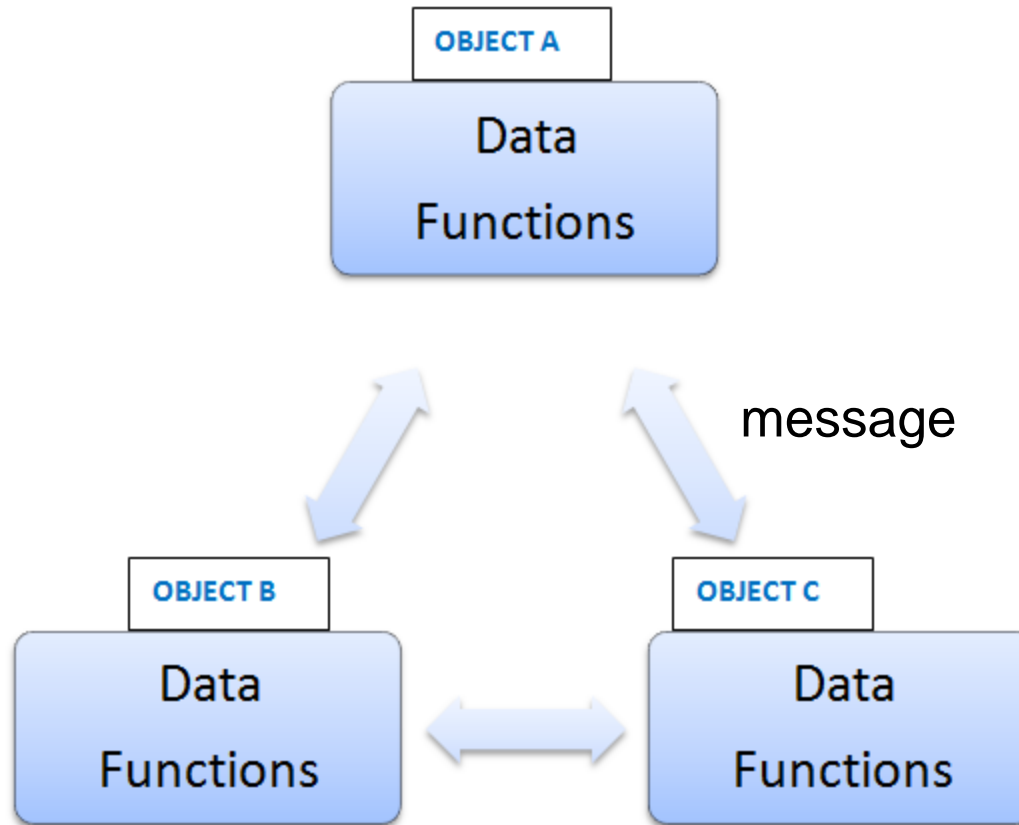 OBJECT A
Data
Functions
message
OBJECT B
Data
Functions
OBJECT C
Data
Functions